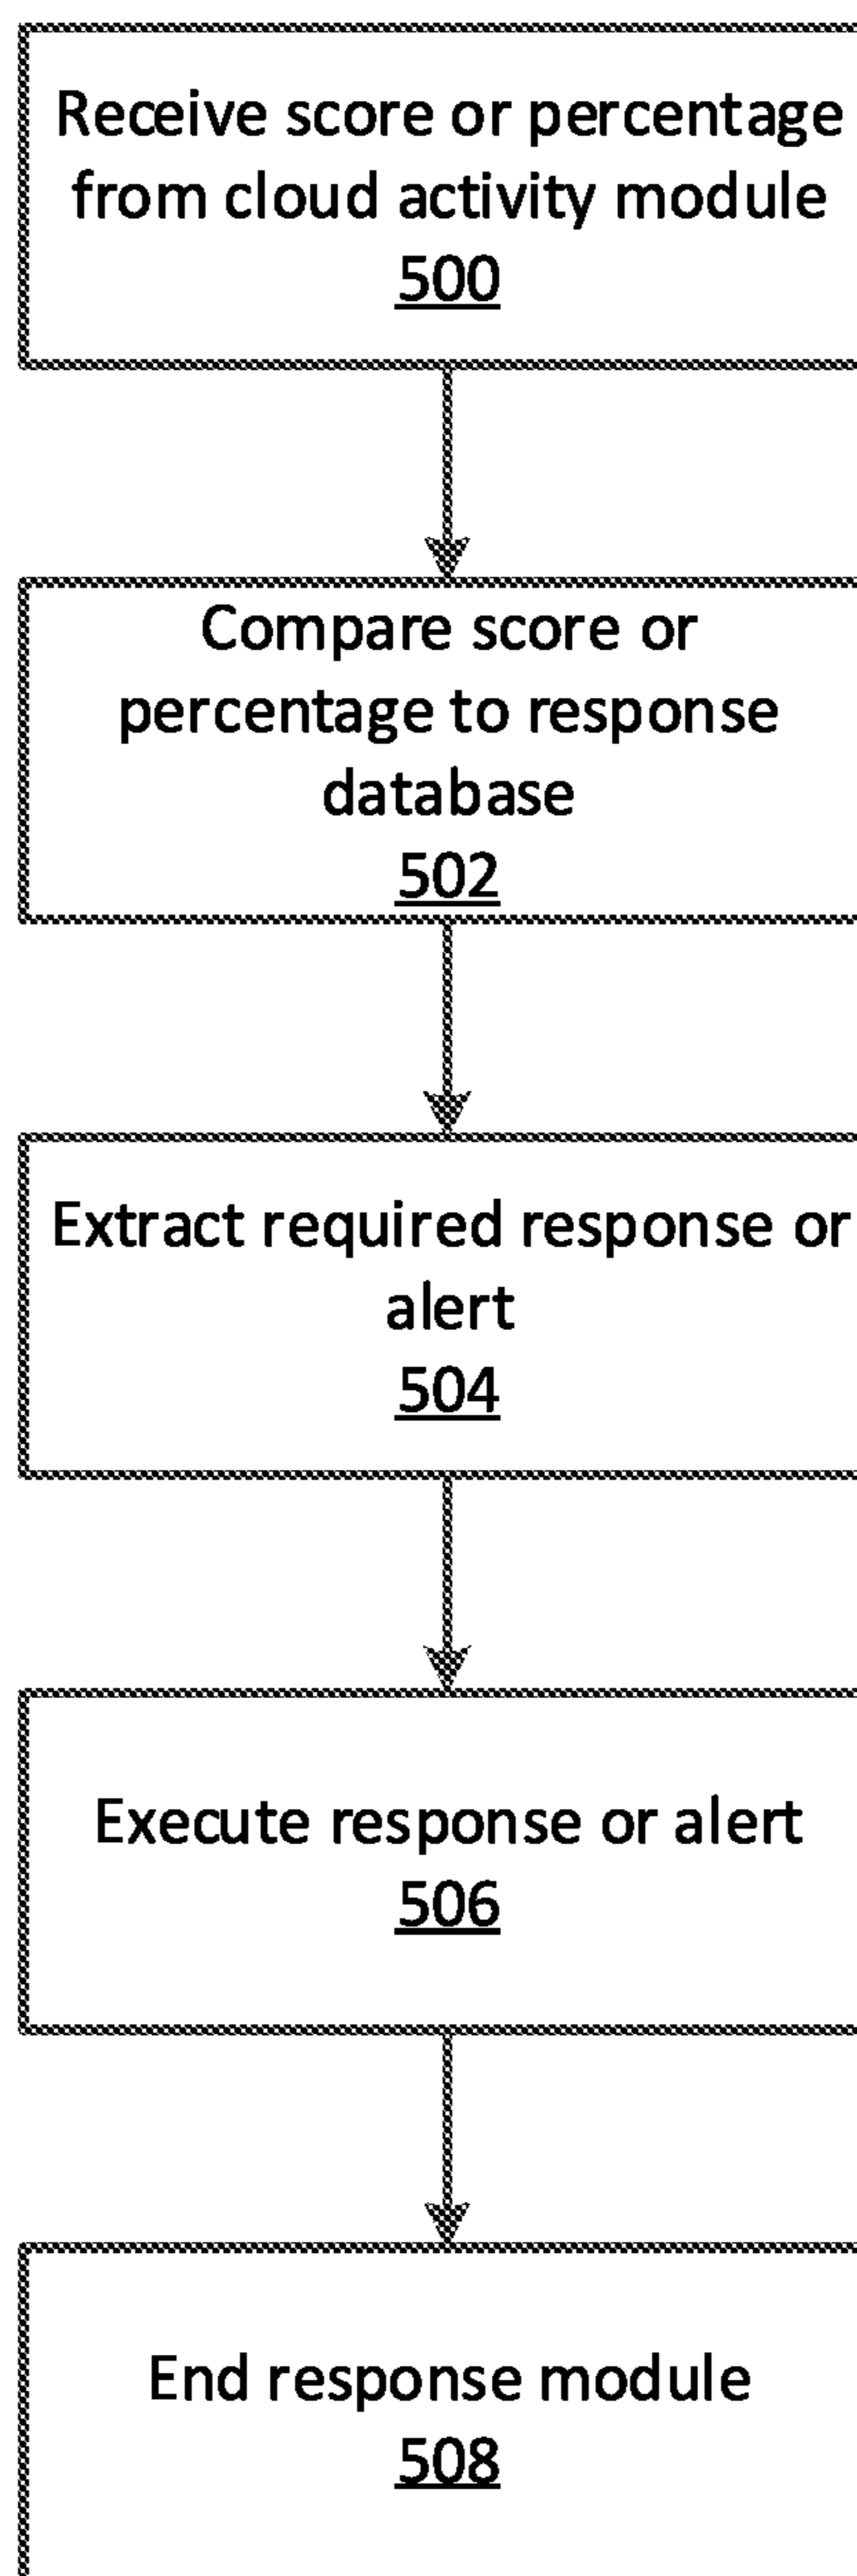 Receive score or percentage
from cloud activity module
500
Compare score or
percentage to response
database
502
Extract required response or
alert
504
Execute response or alert
506
End response module
508